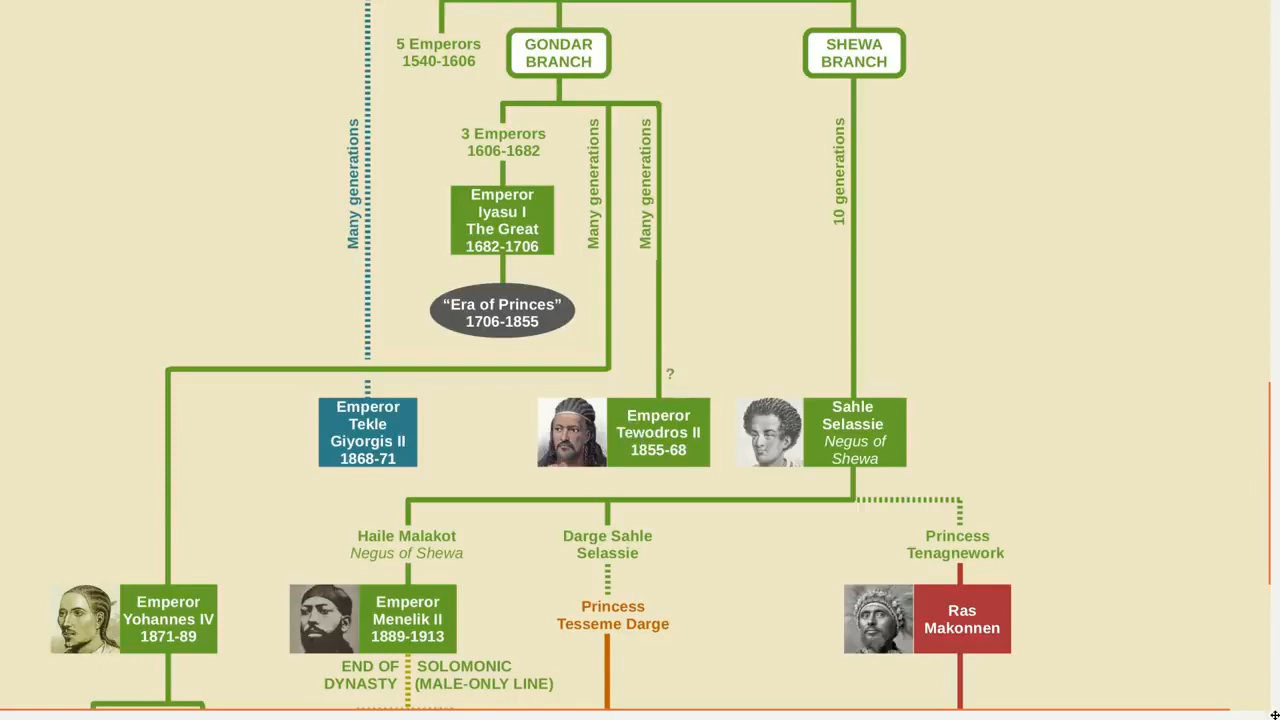 5 Emperors
1540-1606
GONDAR
BRANCH
SHEWA
BRANCH
Many generations
3 Emperors
1606-1682
Many generations
Many generations
10 generations
Emperor
Iyasu I
The Great
1682-1706
“Era of Princes”
1706-1855
?
Emperor
Tekle
Giyorgis II
1868-71
Emperor
Tewodros II
1855-68
Sahle
Selassie
Negus of
Shewa
Haile Malakot
Negus of Shewa
Darge Sahle
Selassie
Princess
Tenagnework
Emperor
Yohannes IV
1871-89
Emperor
Menelik II
1889-1913
Princess
Tesseme Darge
Ras
Makonnen
END OF SOLOMONIC
DYNASTY (MALE-ONLY LINE)